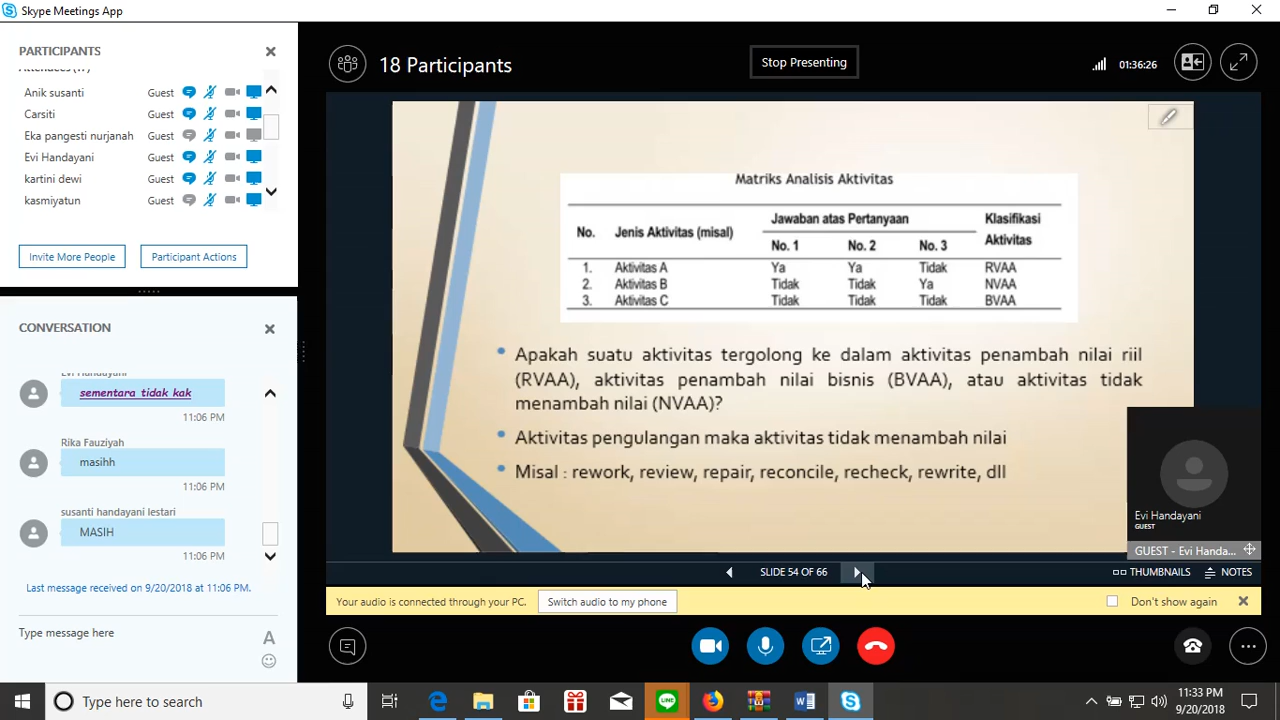 Skype Meetings App
PARTICIPANTS
Anik susanti Guest
Carsiti Guest
Eka pangesti nurjanah Guest
Evi Handayani Guest
kartini dewi Guest
kasmiyatun Guest
Invite More People Participant Actions
CONVERSATION
Evi Handayani
sementara tidak kak
11:06 PM
Rika Fauziyah
masihh
11:06 PM
susanti handayani lestari
MASIH
11:06 PM
Last message received on 9/20/2018 at 11:06 PM.
Type message here
A
18 Participants
Stop Presenting
01:36:26
Matriks Analisis Aktivitas
No. Jenis Aktivitas (misal) Jawaban atas Pertanyaan Klasifikasi Aktivitas
No. 1 No. 2 No. 3
1. Aktivitas A Ya Ya Tidak RVAA
2. Aktivitas B Tidak Tidak Ya NVAA
3. Aktivitas C Tidak Tidak Tidak BVAA
• Apakah suatu aktivitas tergolong ke dalam aktivitas penambah nilai riil
(RVAA), aktivitas penambah nilai bisnis (BVAA), atau aktivitas tidak
menambah nilai (NVAA)?
• Aktivitas pengulangan maka aktivitas tidak menambah nilai
• Misal : rework, review, repair, reconcile, recheck, rewrite, dll
Evi Handayani
GUEST
GUEST - Evi Handa...
SLIDE 54 OF 66
THUMBNAILS NOTES
Your audio is connected through your PC. Switch audio to my phone Don't show again
Type here to search
LINE
11:33 PM
9/20/2018